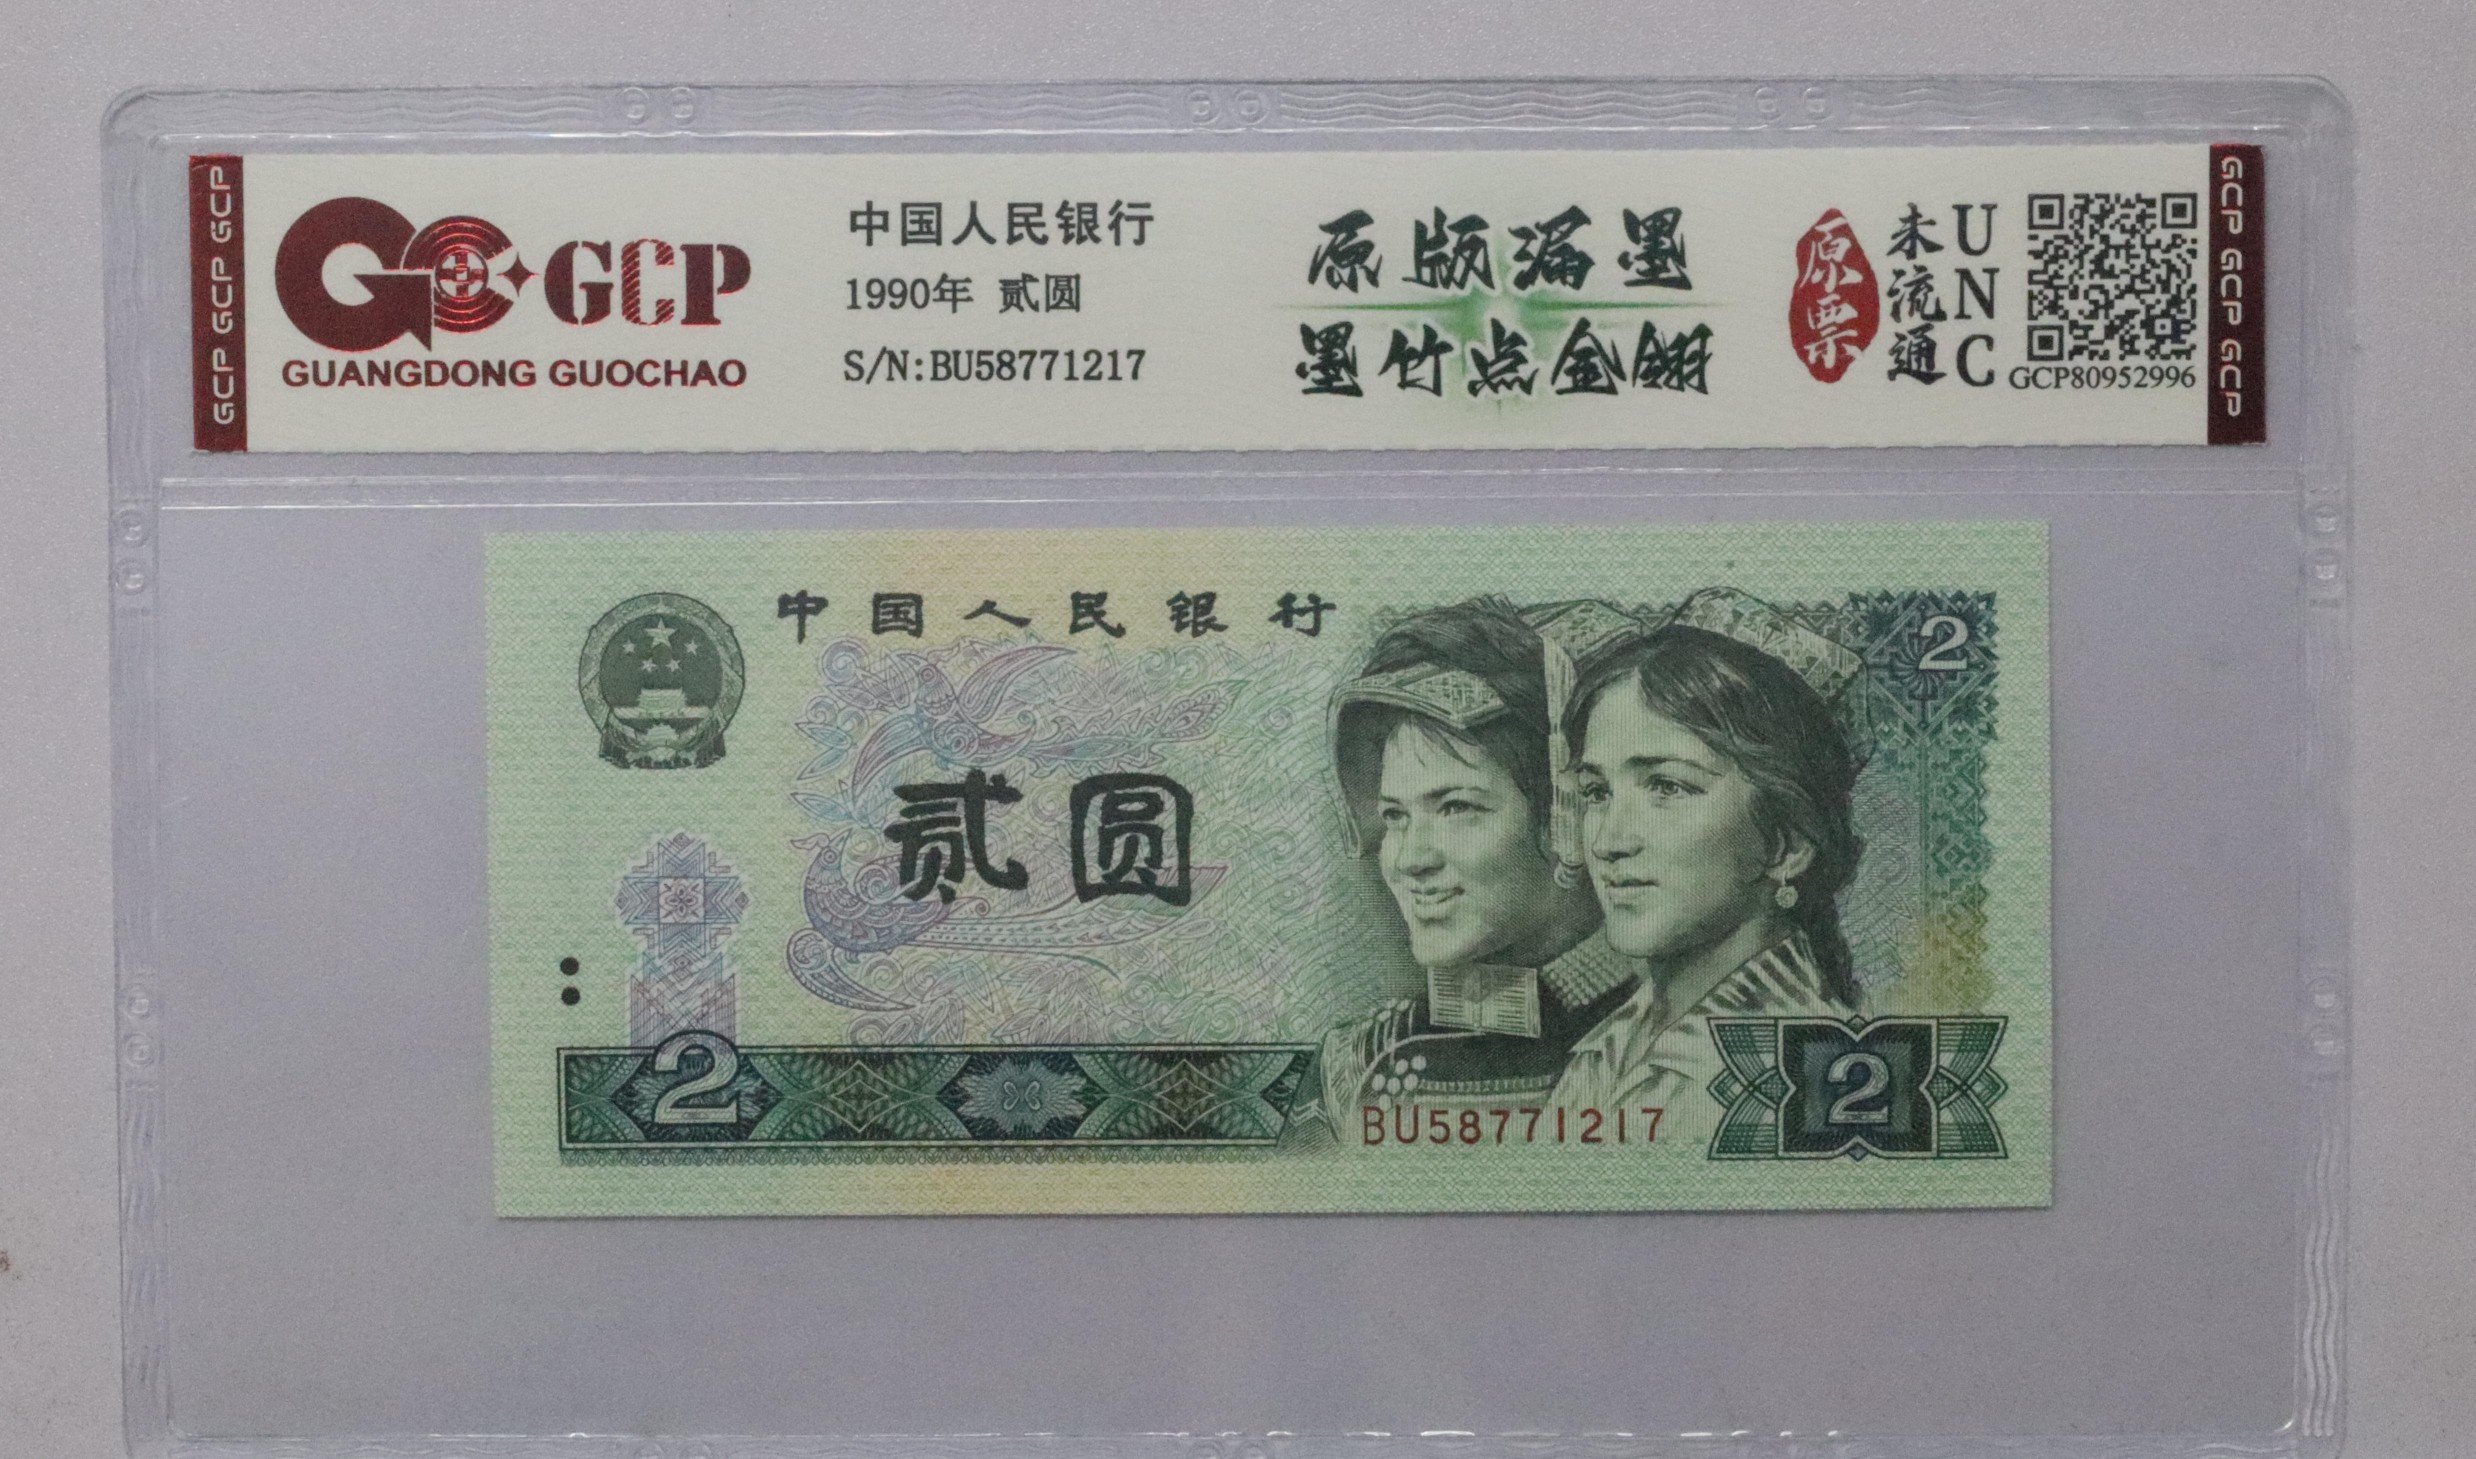 GCP GCP GCP
GCP
GUANGDONG GUOCHAO
中国人民银行
1990年 贰圆
S/N:BU58771217
原版漏墨
墨竹点金翎
原票
未流通
UNC
GCP80952996
GCP GCP GCP
中国人民银行
2
贰圆
2
BU58771217
2